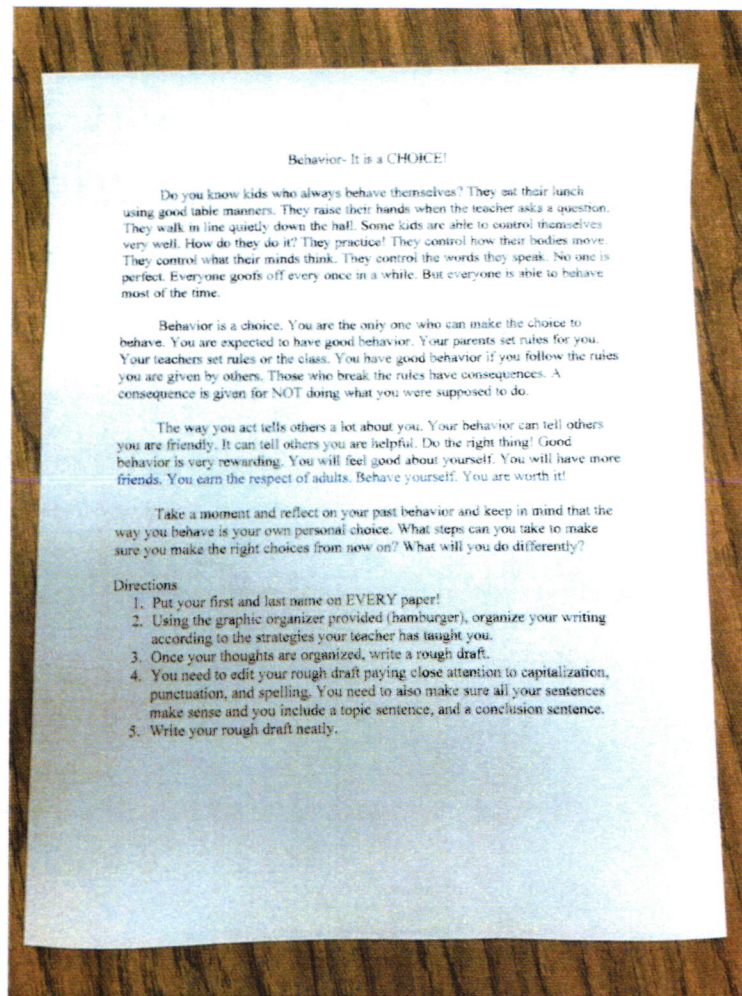 Behavior- It is a CHOICE!
Do you know kids who always behave themselves? They eat their lunch
using good table manners. They raise their hands when the teacher asks a question.
They walk in line quietly down the hall. Some kids are able to control themselves
very well. How do they do it? They practice! They control how their bodies move.
They control what their minds think. They control the words they speak. No one is
perfect. Everyone goofs off every once in a while. But everyone is able to behave
most of the time.
Behavior is a choice. You are the only one who can make the choice to
behave. You are expected to have good behavior. Your parents set rules for you.
Your teachers set rules or the class. You have good behavior if you follow the rules
you are given by others. Those who break the rules have consequences. A
consequence is given for NOT doing what you were supposed to do.
The way you act tells others a lot about you. Your behavior can tell others
you are friendly. It can tell others you are helpful. Do the right thing! Good
behavior is very rewarding. You will feel good about yourself. You will have more
friends. You earn the respect of adults. Behave yourself. You are worth it!
Take a moment and reflect on your past behavior and keep in mind that the
way you behave is your own personal choice. What steps can you take to make
sure you make the right choices from now on? What will you do differently?
Directions
1. Put your first and last name on EVERY paper!
2. Using the graphic organizer provided (hamburger), organize your writing
according to the strategies your teacher has taught you.
3. Once your thoughts are organized, write a rough draft.
4. You need to edit your rough draft paying close attention to capitalization,
punctuation, and spelling. You need to also make sure all your sentences
make sense and you include a topic sentence, and a conclusion sentence.
5. Write your rough draft neatly.